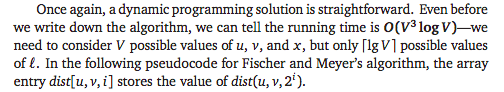 Once again, a dynamic programming solution is straightforward. Even before
we write down the algorithm, we can tell the running time is O(V³ log V)—we
need to consider V possible values of u, v, and x, but only ⌈lg V⌉ possible values
of ℓ. In the following pseudocode for Fischer and Meyer's algorithm, the array
entry dist[u, v, i] stores the value of dist(u, v, 2ⁱ).